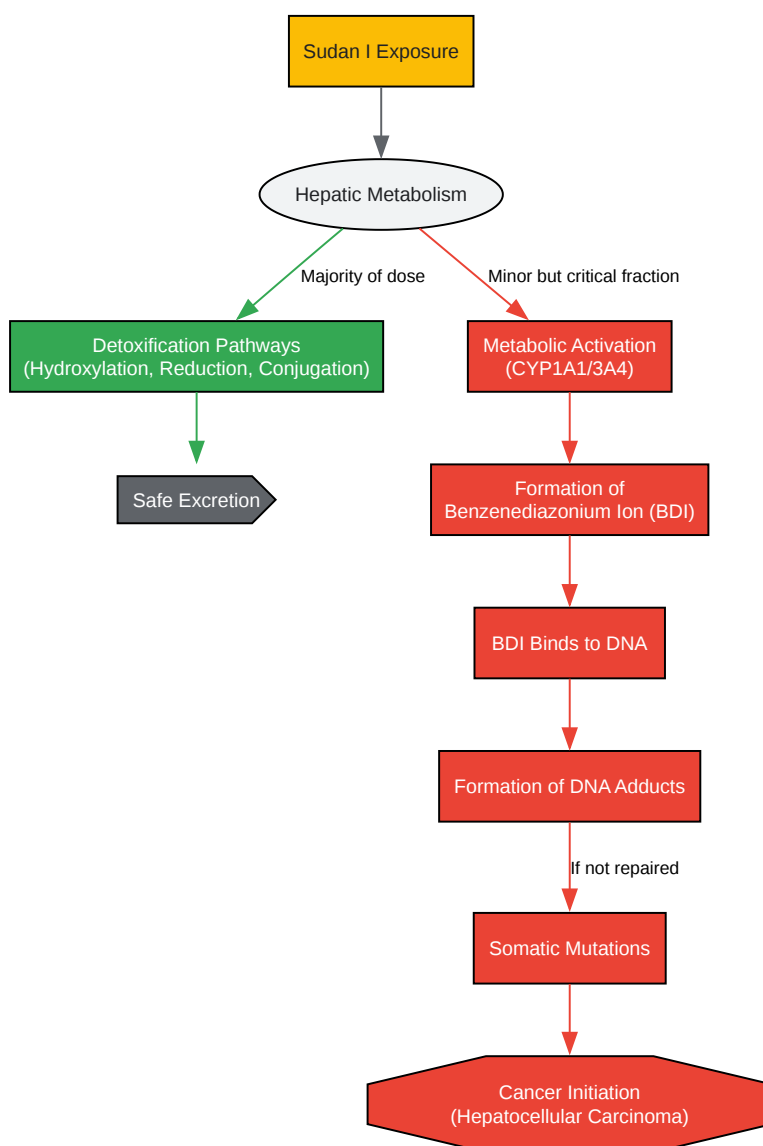 Sudan I Exposure
Hepatic Metabolism
Majority of dose
Minor but critical fraction
Detoxification Pathways
(Hydroxylation, Reduction, Conjugation)
Metabolic Activation
(CYP1A1/3A4)
Safe Excretion
Formation of
Benzenediazonium Ion (BDI)
BDI Binds to DNA
Formation of DNA Adducts
If not repaired
Somatic Mutations
Cancer Initiation
(Hepatocellular Carcinoma)